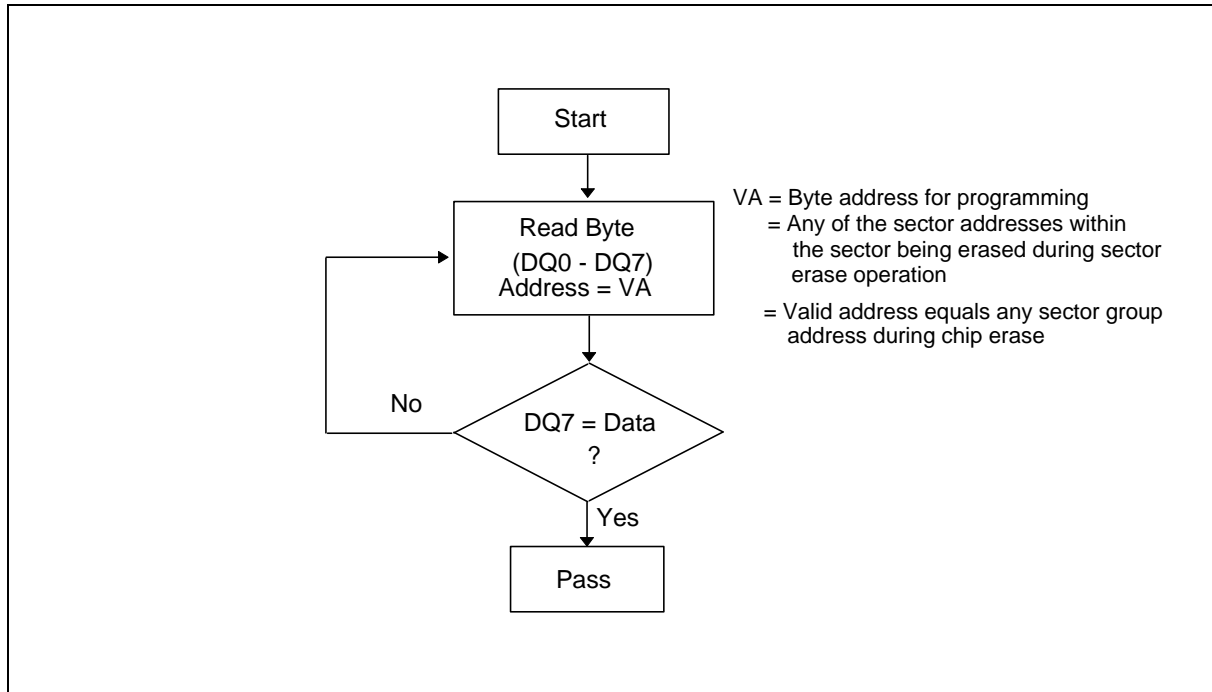 Start
Read Byte
(DQ0 - DQ7)
Address = VA
VA = Byte address for programming
= Any of the sector addresses within
the sector being erased during sector
erase operation
= Valid address equals any sector group
address during chip erase
No
DQ7 = Data
?
Yes
Pass